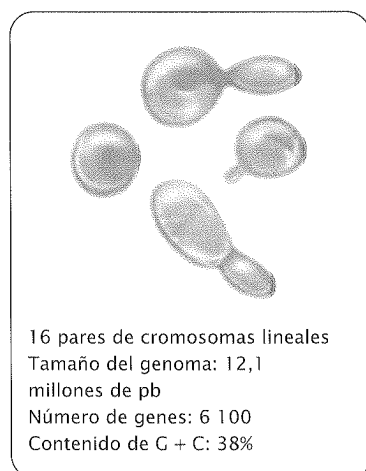 16 pares de cromosomas lineales
Tamaño del genoma: 12,1
millones de pb
Número de genes: 6 100
Contenido de G + C: 38%